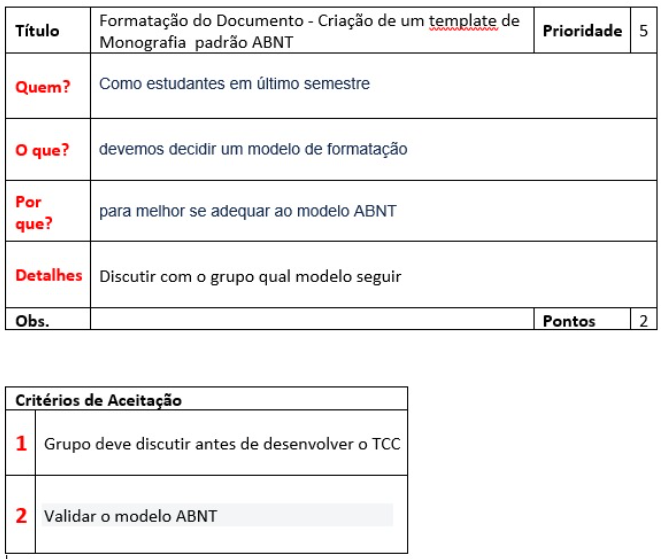 Título
Formatação do Documento - Criação de um template de
Monografia  padrão ABNT
Prioridade
5
Quem?
Como estudantes em último semestre
O que?
devemos decidir um modelo de formatação
Por
que?
para melhor se adequar ao modelo ABNT
Detalhes
Discutir com o grupo qual modelo seguir
Obs.
Pontos
2
Critérios de Aceitação
1
Grupo deve discutir antes de desenvolver o TCC
2
Validar o modelo ABNT